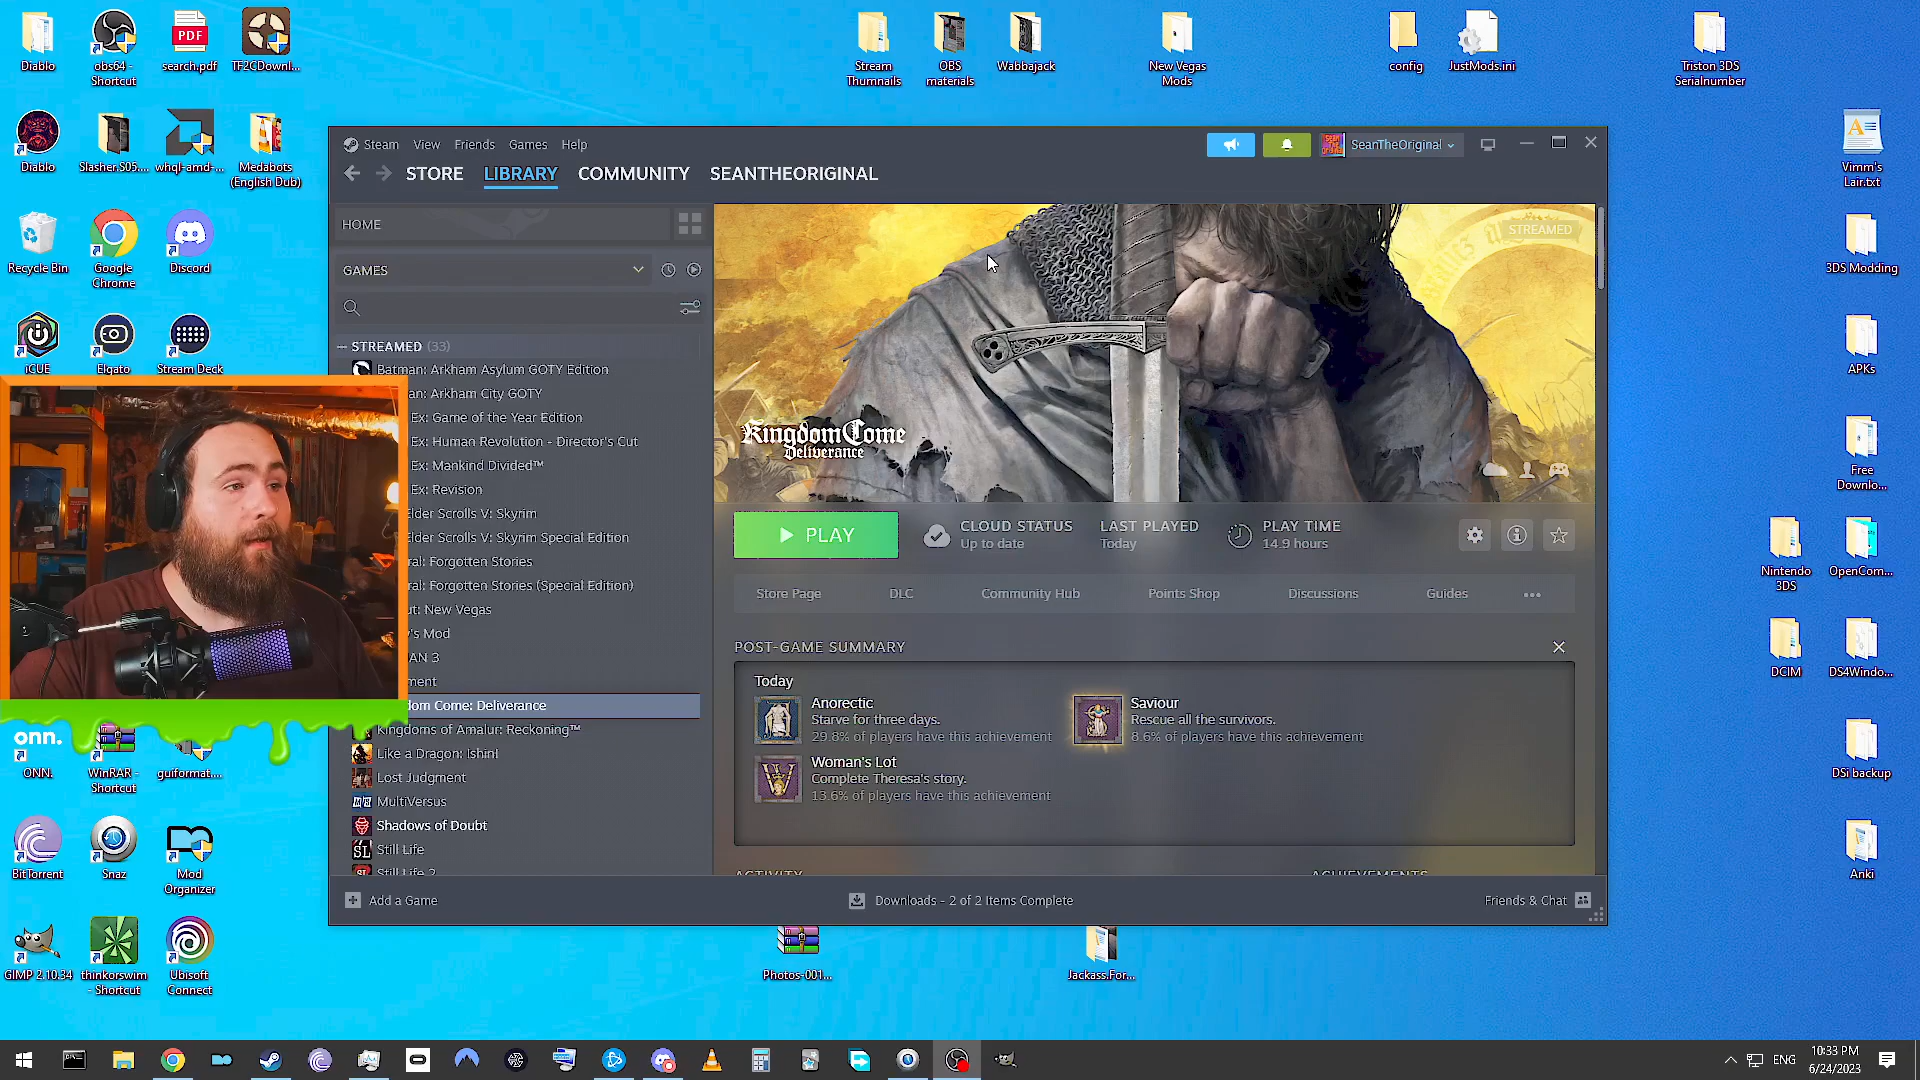 Diablo
obs64 - Shortcut
search.pdf
TF2CDownl...
Stream Thumnails
OBS materials
Wabbajack
New Vegas Mods
config
JustMods.ini
Triston 3DS Serialnumber
Diablo
Slasher.S05....
whql-amd-...
Medabots (English Dub)
Vimm's Lair.txt
Recycle Bin
Google Chrome
Discord
3DS Modding
iCUE
Elgato
Stream Deck
APKs
Free Downlo...
Nintendo 3DS
OpenCom...
DCIM
DS4Windo...
DSi backup
Anki
onn.
ONN.
WinRAR - Shortcut
guiformat....
BitTorrent
Snaz
Mod Organizer
GIMP 2.10.34
thinkorswim - Shortcut
Ubisoft Connect
Photos-001...
Jackass.For...
Steam View Friends Games Help
SeanTheOriginal
STORE LIBRARY COMMUNITY SEANTHEORIGINAL
HOME
GAMES
STREAMED (33)
Batman: Arkham Asylum GOTY Edition
an: Arkham City GOTY
Ex: Game of the Year Edition
Ex: Human Revolution - Director's Cut
Ex: Mankind Divided™
Ex: Revision
lder Scrolls V: Skyrim
lder Scrolls V: Skyrim Special Edition
ral: Forgotten Stories
ral: Forgotten Stories (Special Edition)
ut: New Vegas
y's Mod
AN 3
ment
dom Come: Deliverance
Kingdoms of Amalur: Reckoning™
Like a Dragon: Ishin!
Lost Judgment
MultiVersus
Shadows of Doubt
Still Life
Still Life 2
STREAMED
Kingdom Come
Deliverance
PLAY
CLOUD STATUS
Up to date
LAST PLAYED
Today
PLAY TIME
14.9 hours
Store Page DLC Community Hub Points Shop Discussions Guides
POST-GAME SUMMARY
Today
Anorectic
Starve for three days.
29.8% of players have this achievement
Saviour
Rescue all the survivors.
8.6% of players have this achievement
Woman's Lot
Complete Theresa's story.
13.6% of players have this achievement
ACTIVITY
ACHIEVEMENTS
Add a Game
Downloads - 2 of 2 Items Complete
Friends & Chat
ENG
10:33 PM
6/24/2023